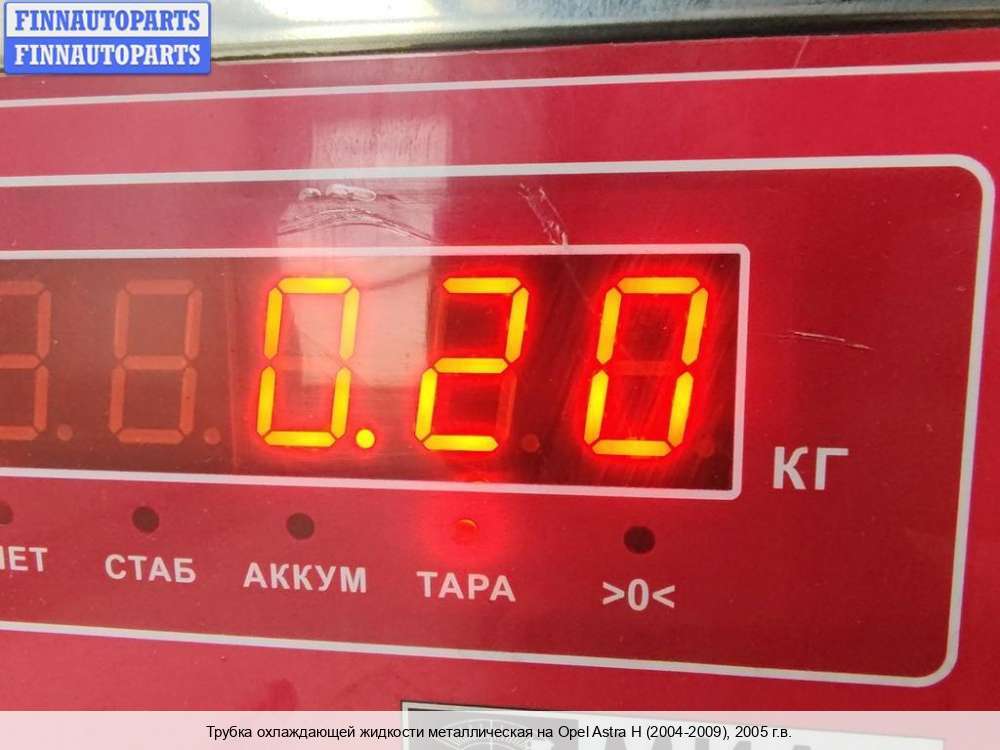 FINNAUTOPARTS
FINNAUTOPARTS
0.20
КГ
СТАБ АККУМ ТАРА >0<
Трубка охлаждающей жидкости металлическая на Opel Astra H (2004-2009), 2005 г.в.